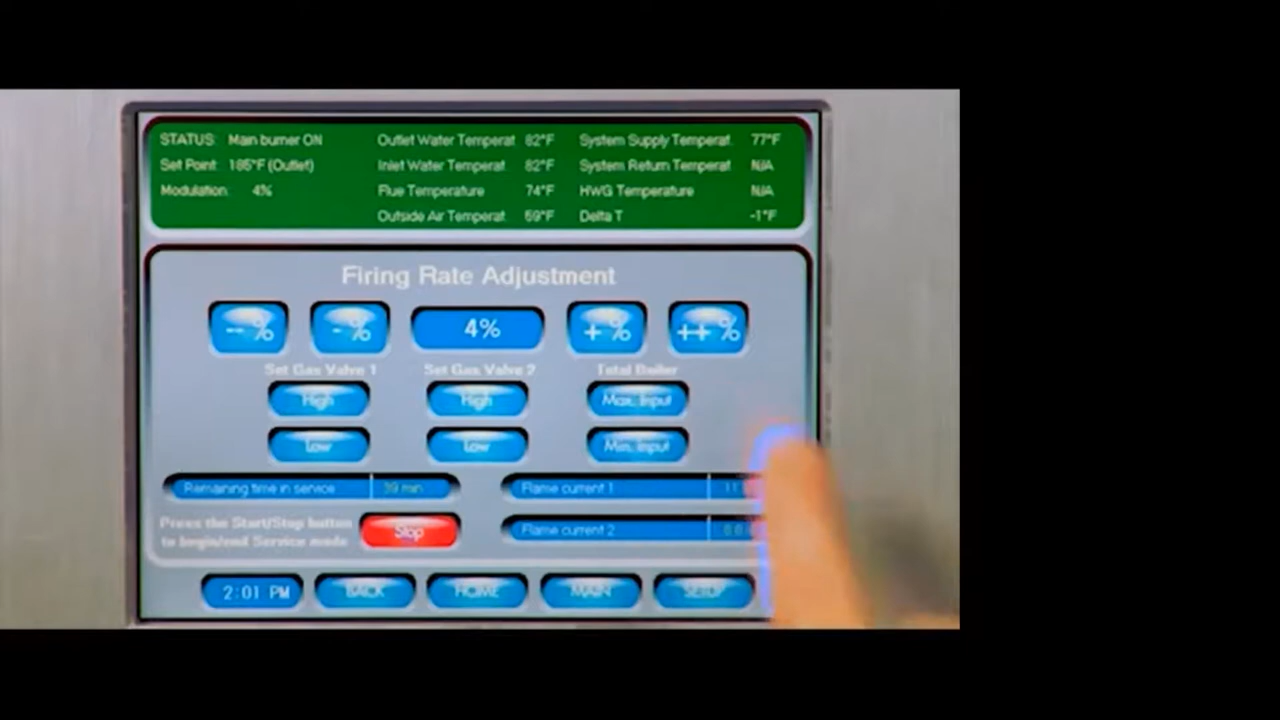 STATUS: Main burner ON Outlet Water Temperat. 82°F System Supply Temperat. 77°F
Set Point: 185°F (Outlet) Inlet Water Temperat. 82°F System Return Temperat. N/A
Modulation: 4% Flue Temperature 74°F HWG Temperature N/A
Outside Air Temperat. 59°F Delta T -1°F
Firing Rate Adjustment
--% -% 4% +% ++%
Set Gas Valve 1 Set Gas Valve 2 Total Boiler
High High Max. Input
Low Low Min. Input
Remaining time in service 39 min Flame current 1 11
Press the Start/Stop button
to begin/end Service mode Stop Flame current 2
2:01 PM BACK HOME MAIN SETUP